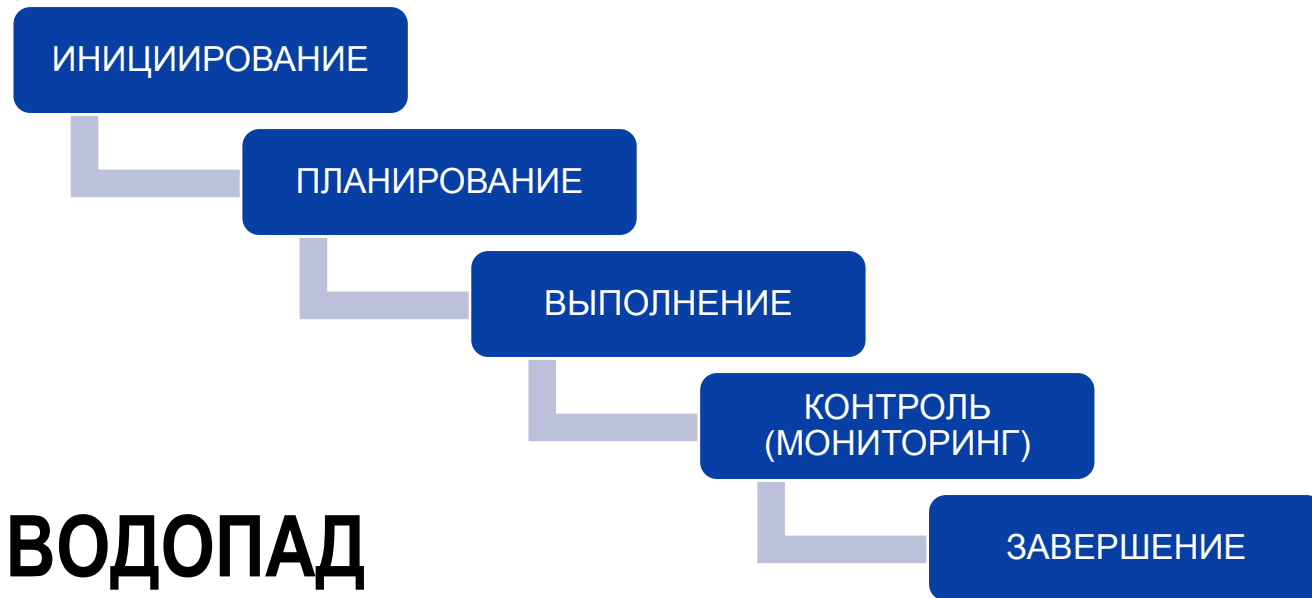 ИНИЦИИРОВАНИЕ
ПЛАНИРОВАНИЕ
ВЫПОЛНЕНИЕ
КОНТРОЛЬ
(МОНИТОРИНГ)
ЗАВЕРШЕНИЕ
ВОДОПАД